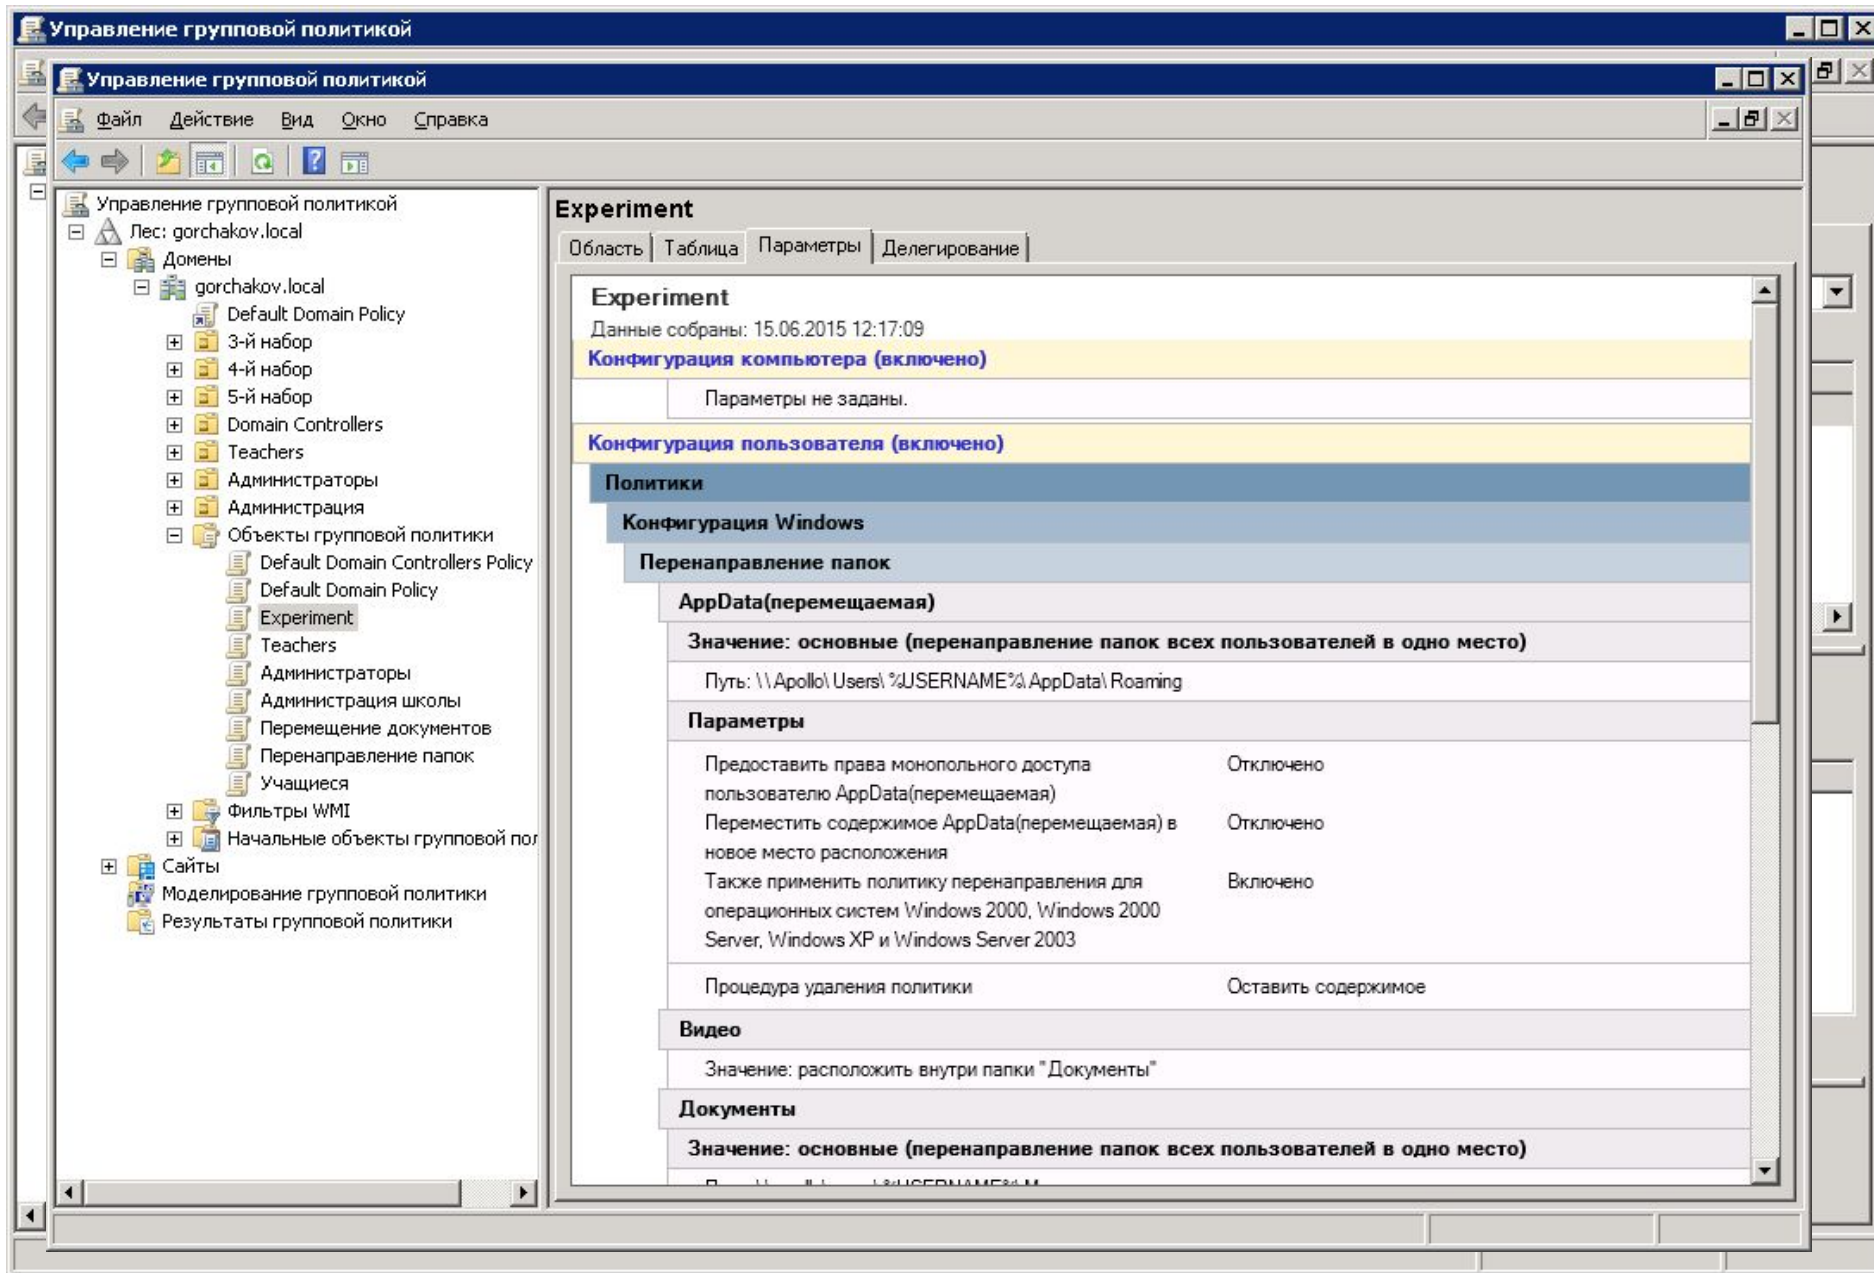 Управление групповой политикой
Управление групповой политикой
Файл Действие Вид Окно Справка
Управление групповой политикой
Лес: gorchakov.local
Домены
gorchakov.local
Default Domain Policy
3-й набор
4-й набор
5-й набор
Domain Controllers
Teachers
Администраторы
Администрация
Объекты групповой политики
Default Domain Controllers Policy
Default Domain Policy
Experiment
Teachers
Администраторы
Администрация школы
Перемещение документов
Перенаправление папок
Учащиеся
Фильтры WMI
Начальные объекты групповой пол
Сайты
Моделирование групповой политики
Результаты групповой политики
Experiment
Область Таблица Параметры Делегирование
Experiment
Данные собраны: 15.06.2015 12:17:09
Конфигурация компьютера (включено)
Параметры не заданы.
Конфигурация пользователя (включено)
Политики
Конфигурация Windows
Перенаправление папок
AppData(перемещаемая)
Значение: основные (перенаправление папок всех пользователей в одно место)
Путь: \\Apollo\Users\%USERNAME%\AppData\Roaming
Параметры
Предоставить права монопольного доступа Отключено
пользователю AppData(перемещаемая)
Переместить содержимое AppData(перемещаемая) в Отключено
новое место расположения
Также применить политику перенаправления для Включено
операционных систем Windows 2000, Windows 2000
Server, Windows XP и Windows Server 2003
Процедура удаления политики Оставить содержимое
Видео
Значение: расположить внутри папки "Документы"
Документы
Значение: основные (перенаправление папок всех пользователей в одно место)